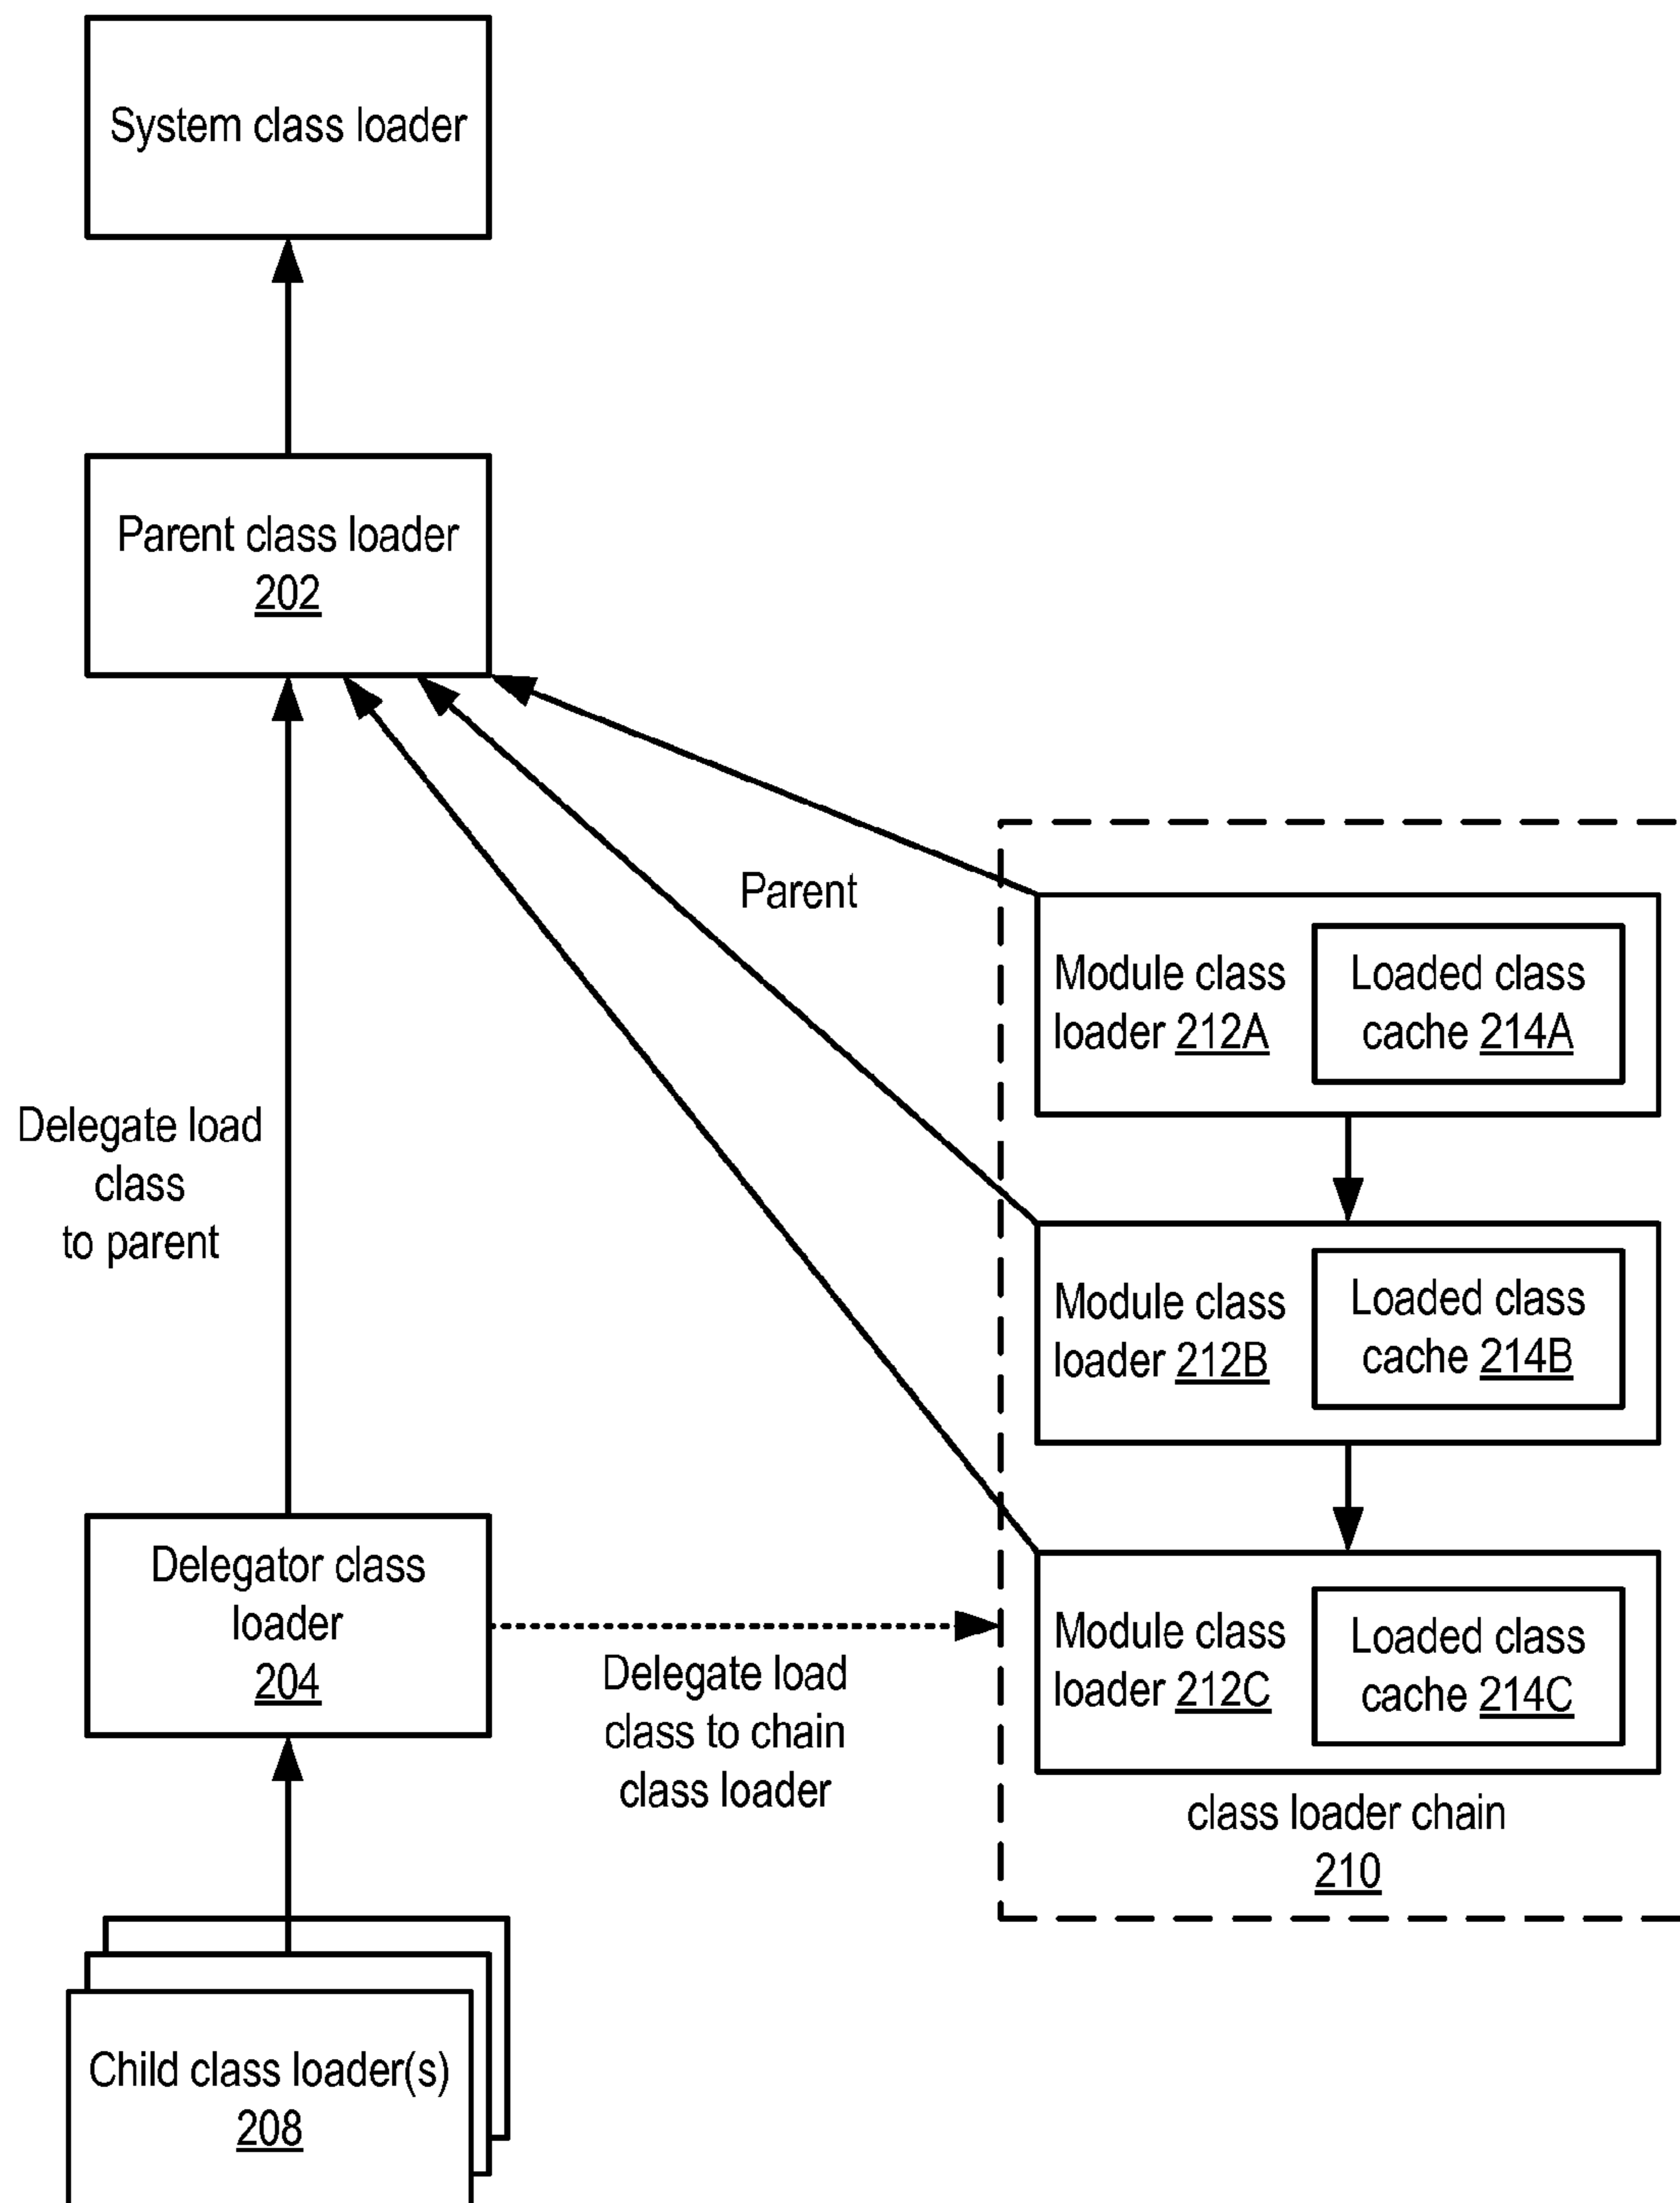 System class loader
Parent class loader
202
Parent
Module class
loader 212A
Loaded class
cache 214A
Delegate load
class
to parent
Module class
loader 212B
Loaded class
cache 214B
Delegator class
loader
204
Delegate load
class to chain
class loader
Module class
loader 212C
Loaded class
cache 214C
class loader chain
210
Child class loader(s)
208